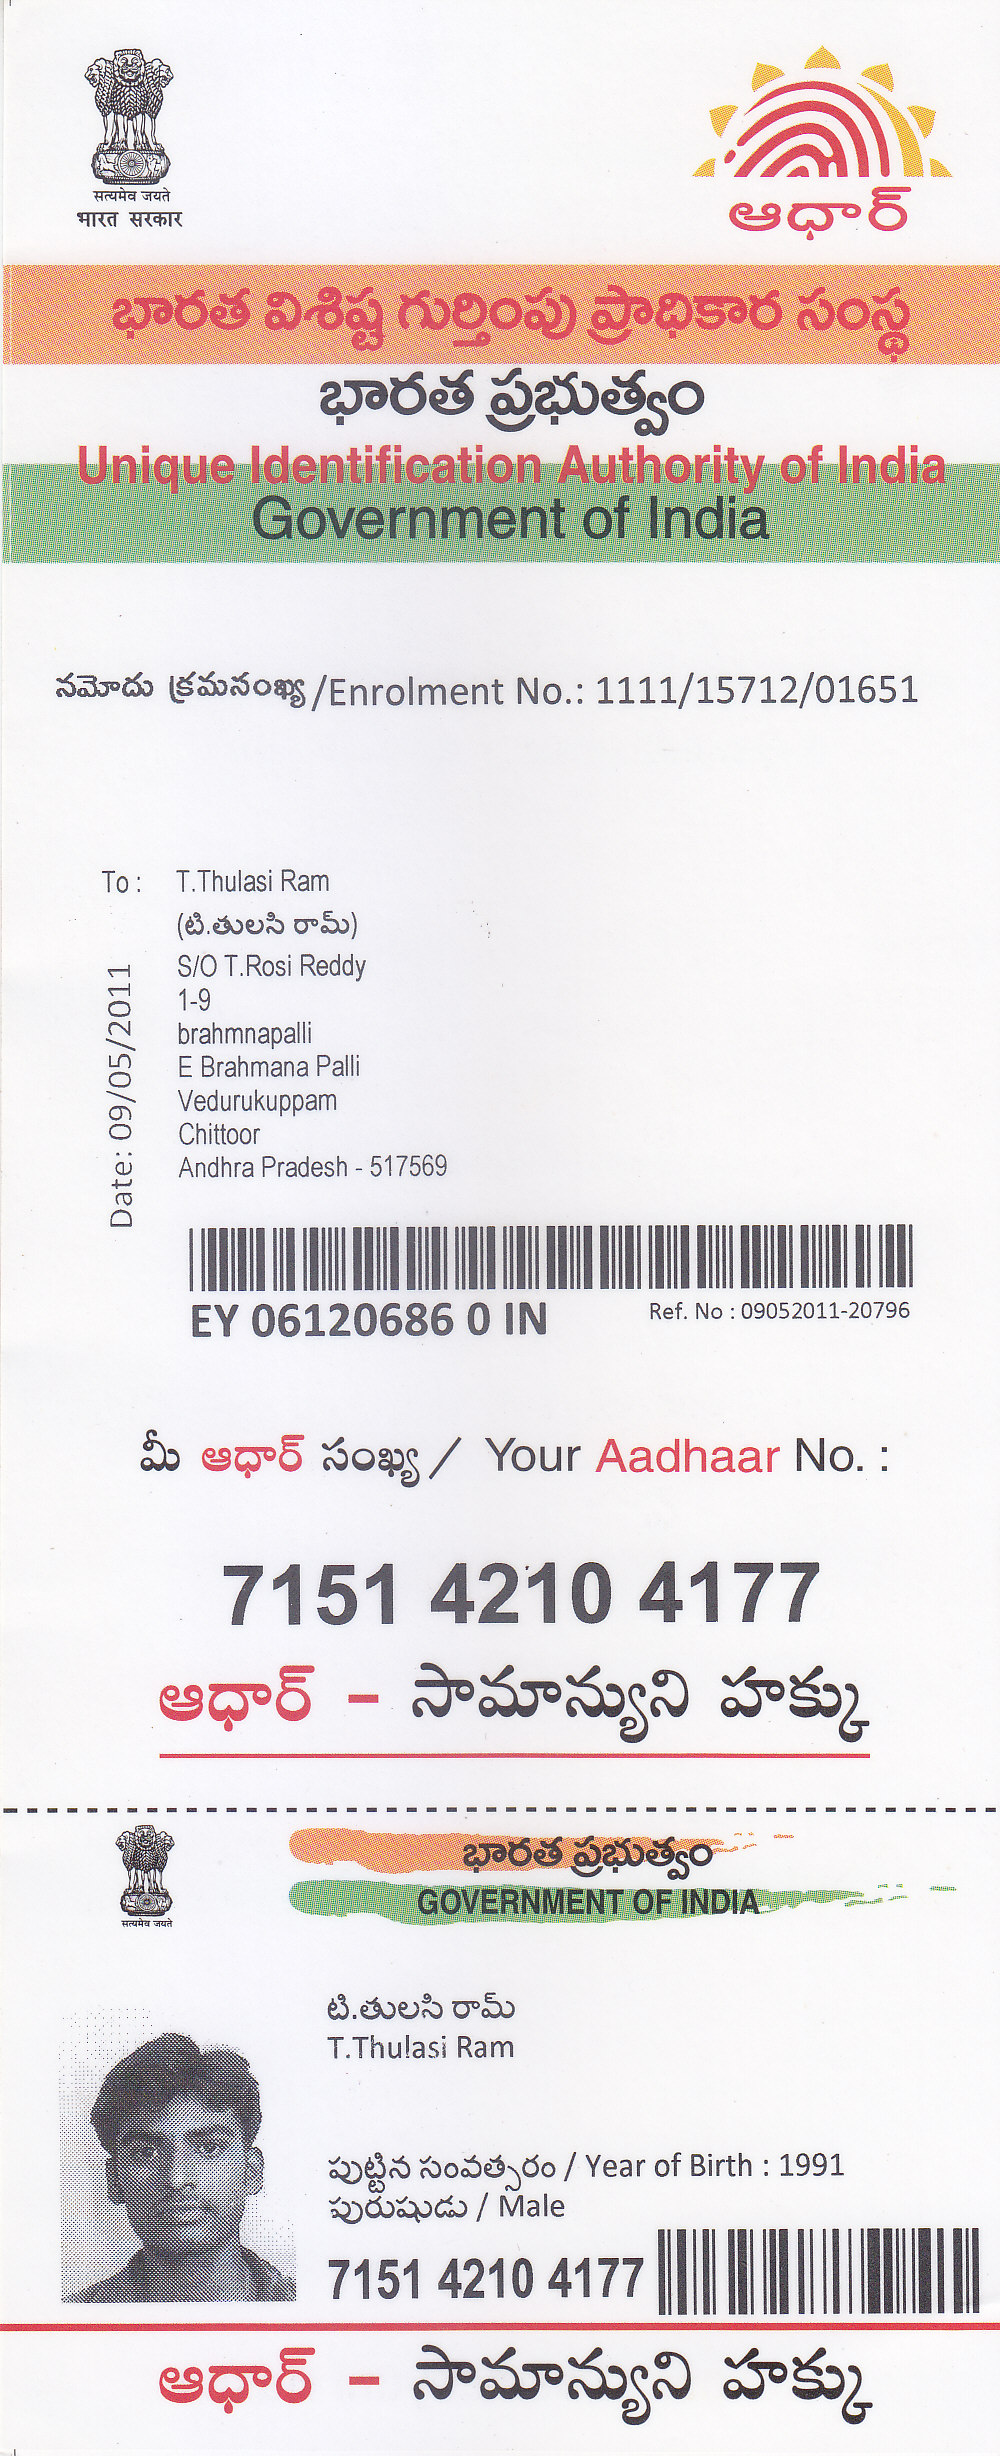 सत्यमेव जयते
भारत सरकार
ఆధార్
భారత విశిష్ట గుర్తింపు ప్రాధికార సంస్థ
భారత ప్రభుత్వం
Unique Identification Authority of India
Government of India
నమోదు క్రమసంఖ్య /Enrolment No.: 1111/15712/01651
To : T.Thulasi Ram
(టి.తులసి రామ్)
S/O T.Rosi Reddy
1-9
brahmnapalli
E Brahmana Palli
Vedurukuppam
Chittoor
Andhra Pradesh - 517569
Date: 09/05/2011
EY 06120686 0 IN
Ref. No : 09052011-20796
మీ ఆధార్ సంఖ్య / Your Aadhaar No. :
7151 4210 4177
ఆధార్ - సామాన్యుని హక్కు
सत्यमेव जयते
భారత ప్రభుత్వం
GOVERNMENT OF INDIA
టి.తులసి రామ్
T.Thulasi Ram
పుట్టిన సంవత్సరం / Year of Birth : 1991
పురుషుడు / Male
7151 4210 4177
ఆధార్ - సామాన్యుని హక్కు